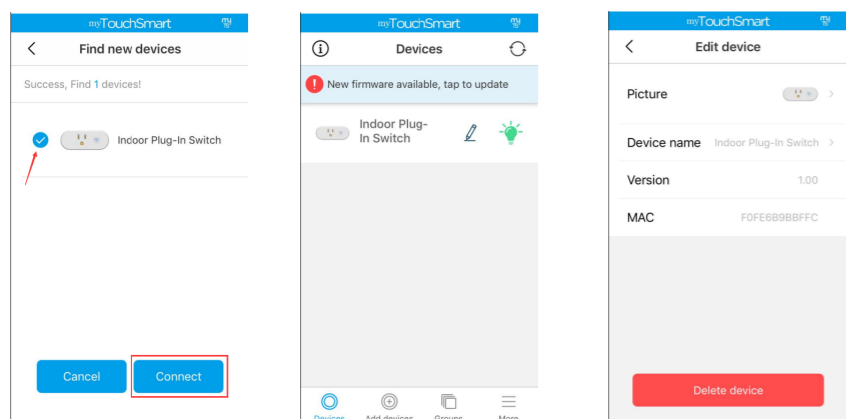 myTouchSmart
Find new devices
Success, Find 1 devices!
Indoor Plug-In Switch
Cancel
Connect
myTouchSmart
Devices
New firmware available, tap to update
Indoor Plug-
In Switch
Devices
Add devices
Groups
More
myTouchSmart
Edit device
Picture
Device name Indoor Plug-In Switch
Version 1.00
MAC F0FE6B9BBFFC
Delete device